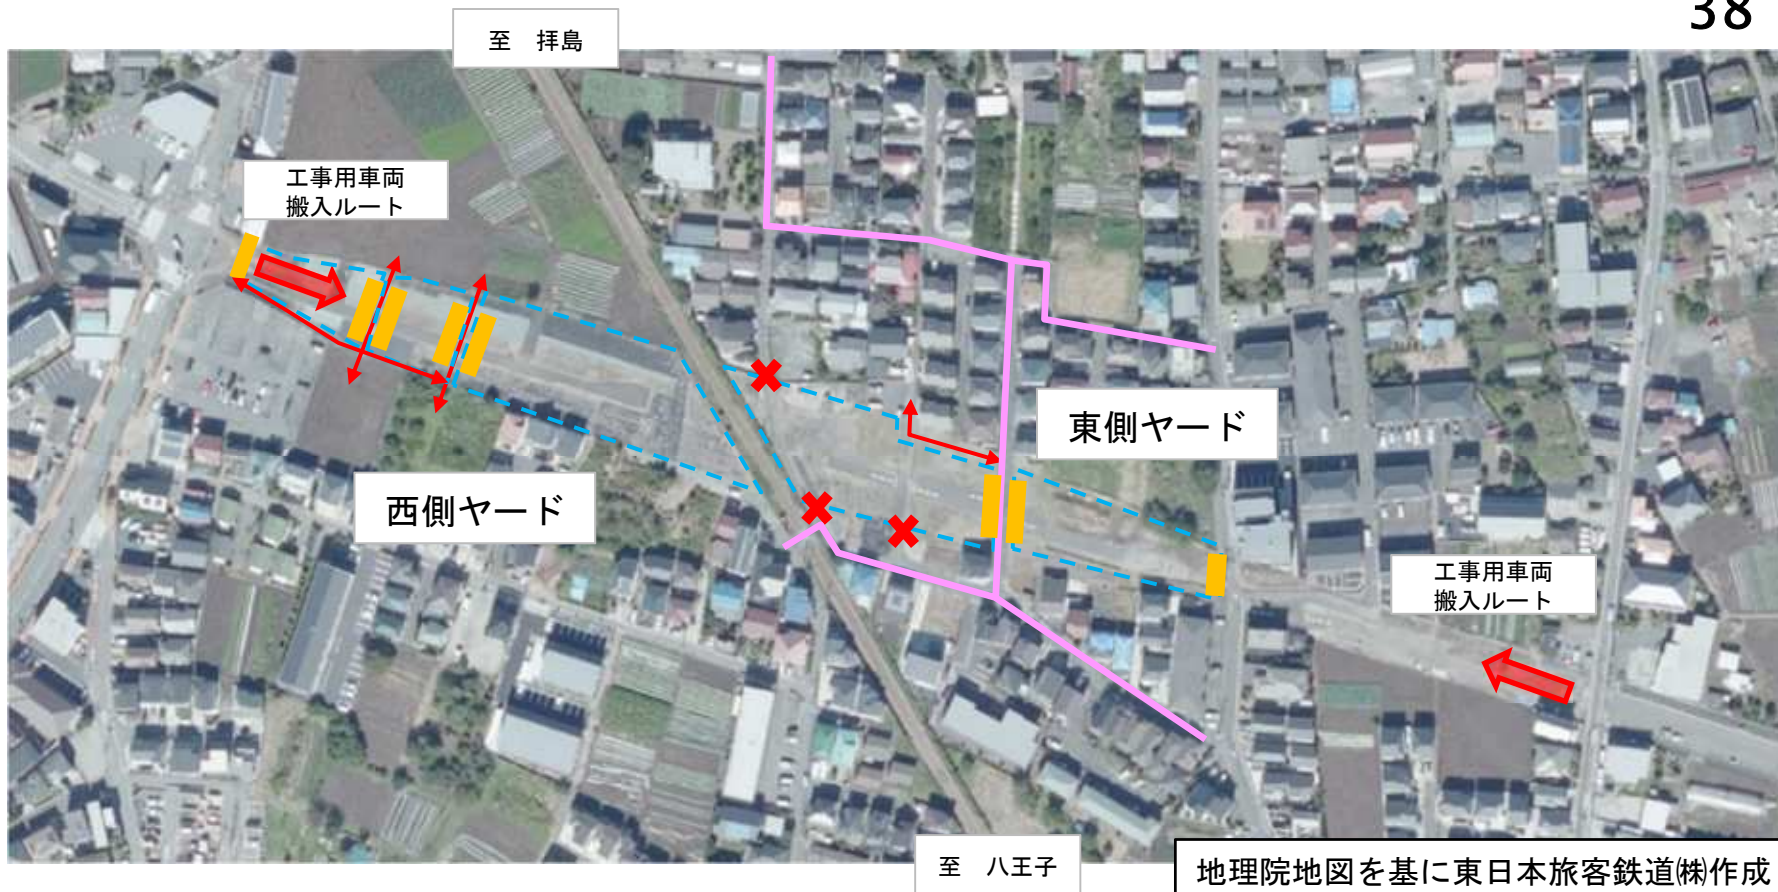 38
至　拝島
工事用車両
搬入ルート
東側ヤード
西側ヤード
工事用車両
搬入ルート
至　八王子
地理院地図を基に東日本旅客鉄道㈱作成